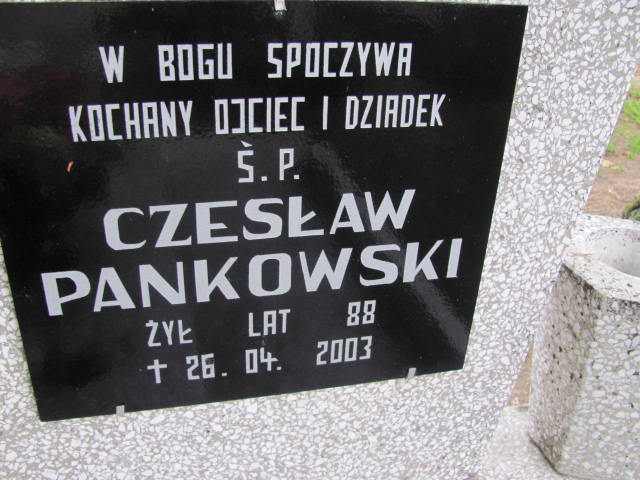 W BOGU SPOCZYWA
KOCHANY OJCIEC I DZIADEK
Ś.P.
CZESŁAW
PANKOWSKI
ŻYŁ LAT 88
† 26. 04. 2003